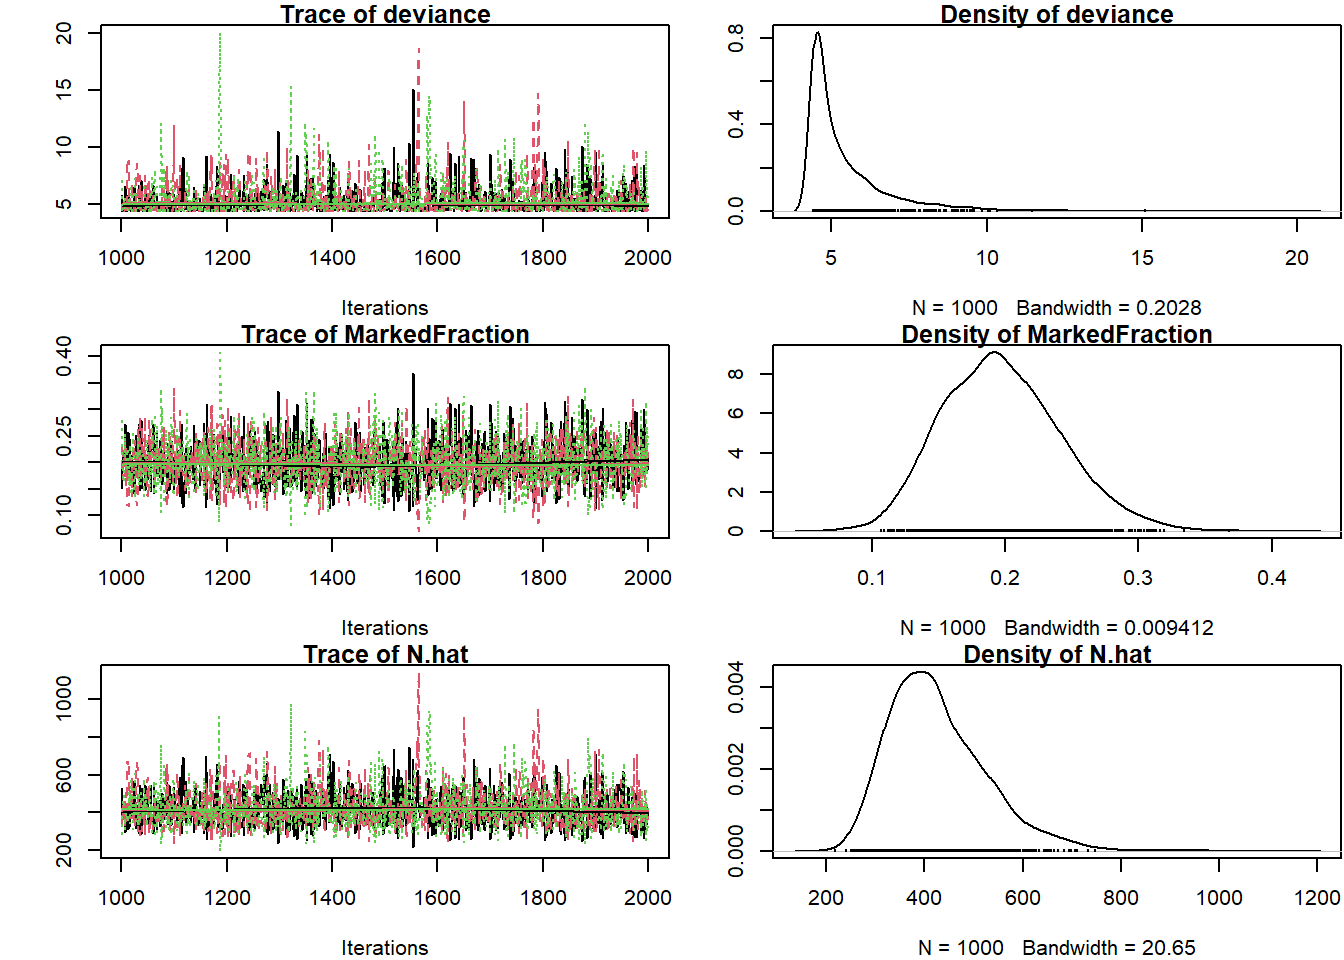 Trace of deviance
20
15
10
5
1000 1200 1400 1600 1800 2000
Iterations
Density of deviance
0.8
0.4
0.0
5 10 15 20
N = 1000 Bandwidth = 0.2028
Trace of MarkedFraction
0.40
0.25
0.10
1000 1200 1400 1600 1800 2000
Iterations
Density of MarkedFraction
8
6
4
2
0
0.1 0.2 0.3 0.4
N = 1000 Bandwidth = 0.009412
Trace of N.hat
1000
600
200
1000 1200 1400 1600 1800 2000
Iterations
Density of N.hat
0.004
0.002
0.000
200 400 600 800 1000 1200
N = 1000 Bandwidth = 20.65